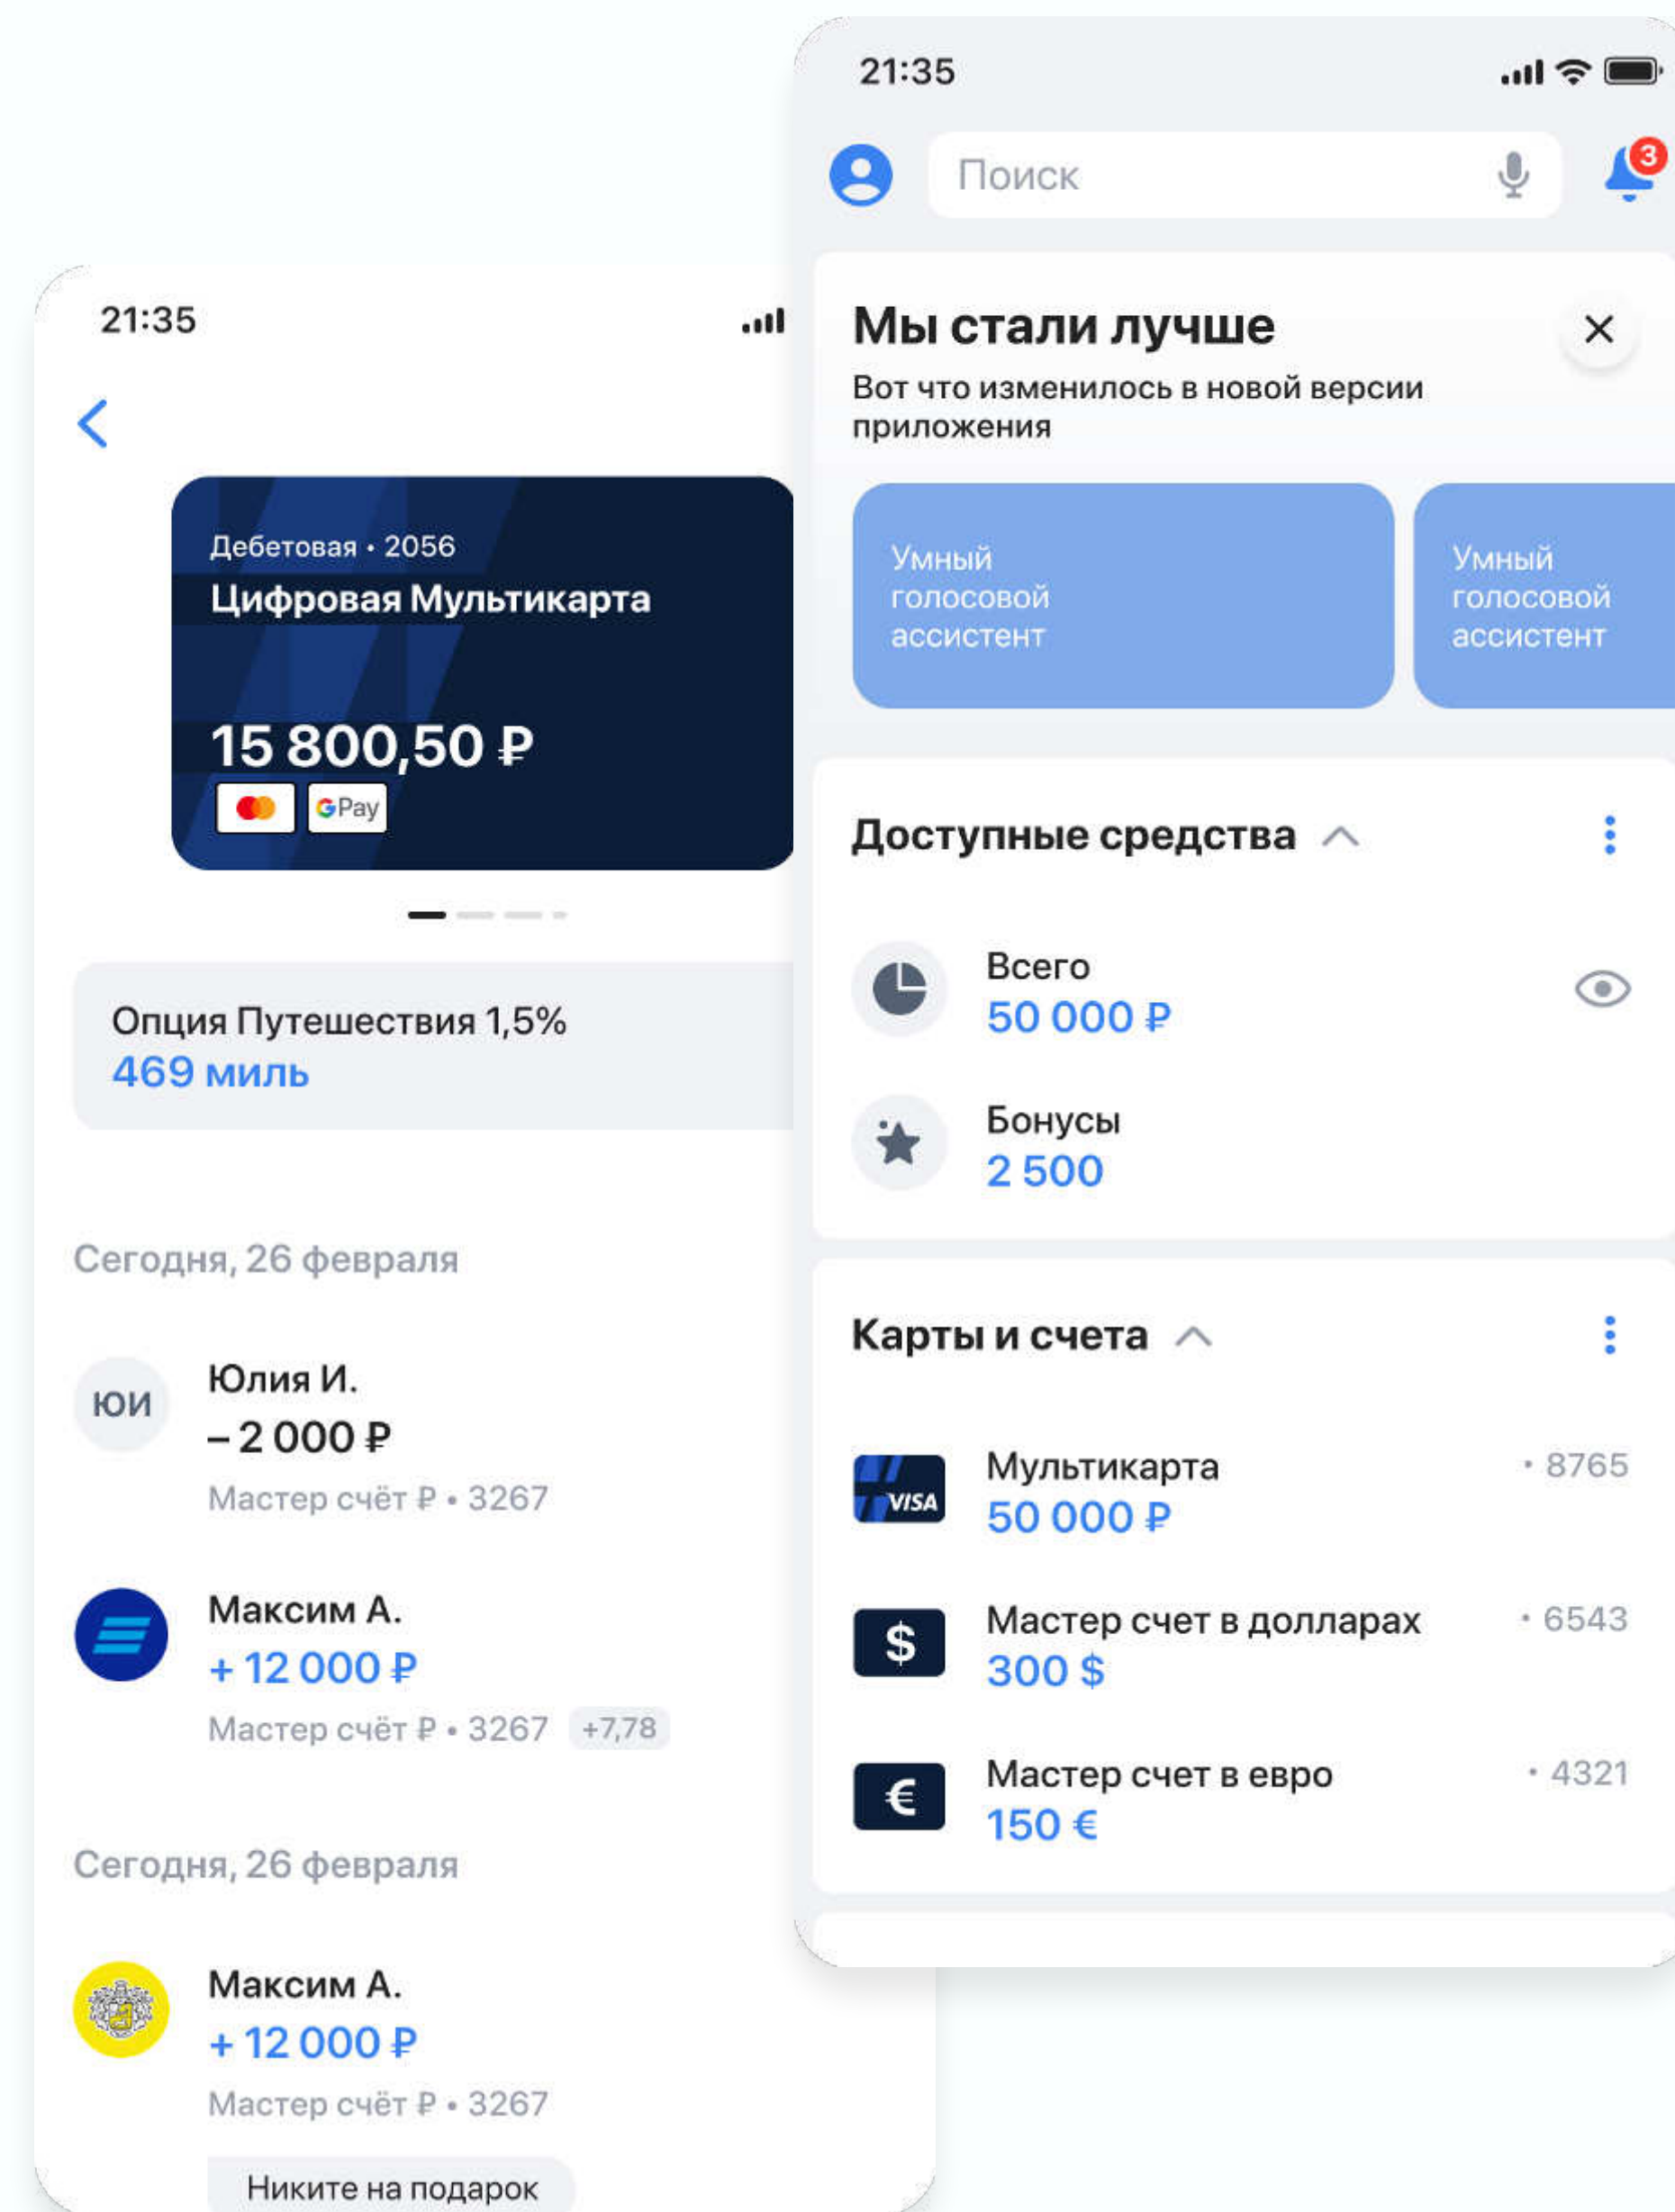 21:35
Дебетовая • 2056
Цифровая Мультикарта
15 800,50 ₽
G Pay
Опция Путешествия 1,5%
469 миль
Сегодня, 26 февраля
ЮИ
Юлия И.
– 2 000 ₽
Мастер счёт ₽ • 3267
Максим А.
+ 12 000 ₽
Мастер счёт ₽ • 3267 +7,78
Сегодня, 26 февраля
Максим А.
+ 12 000 ₽
Мастер счёт ₽ • 3267
Никите на подарок
21:35
Поиск
3
Мы стали лучше
Вот что изменилось в новой версии
приложения
Умный
голосовой
ассистент
Умный
голосовой
ассистент
Доступные средства
Всего
50 000 ₽
Бонусы
2 500
Карты и счета
VISA
Мультикарта • 8765
50 000 ₽
$
Мастер счет в долларах • 6543
300 $
€
Мастер счет в евро • 4321
150 €